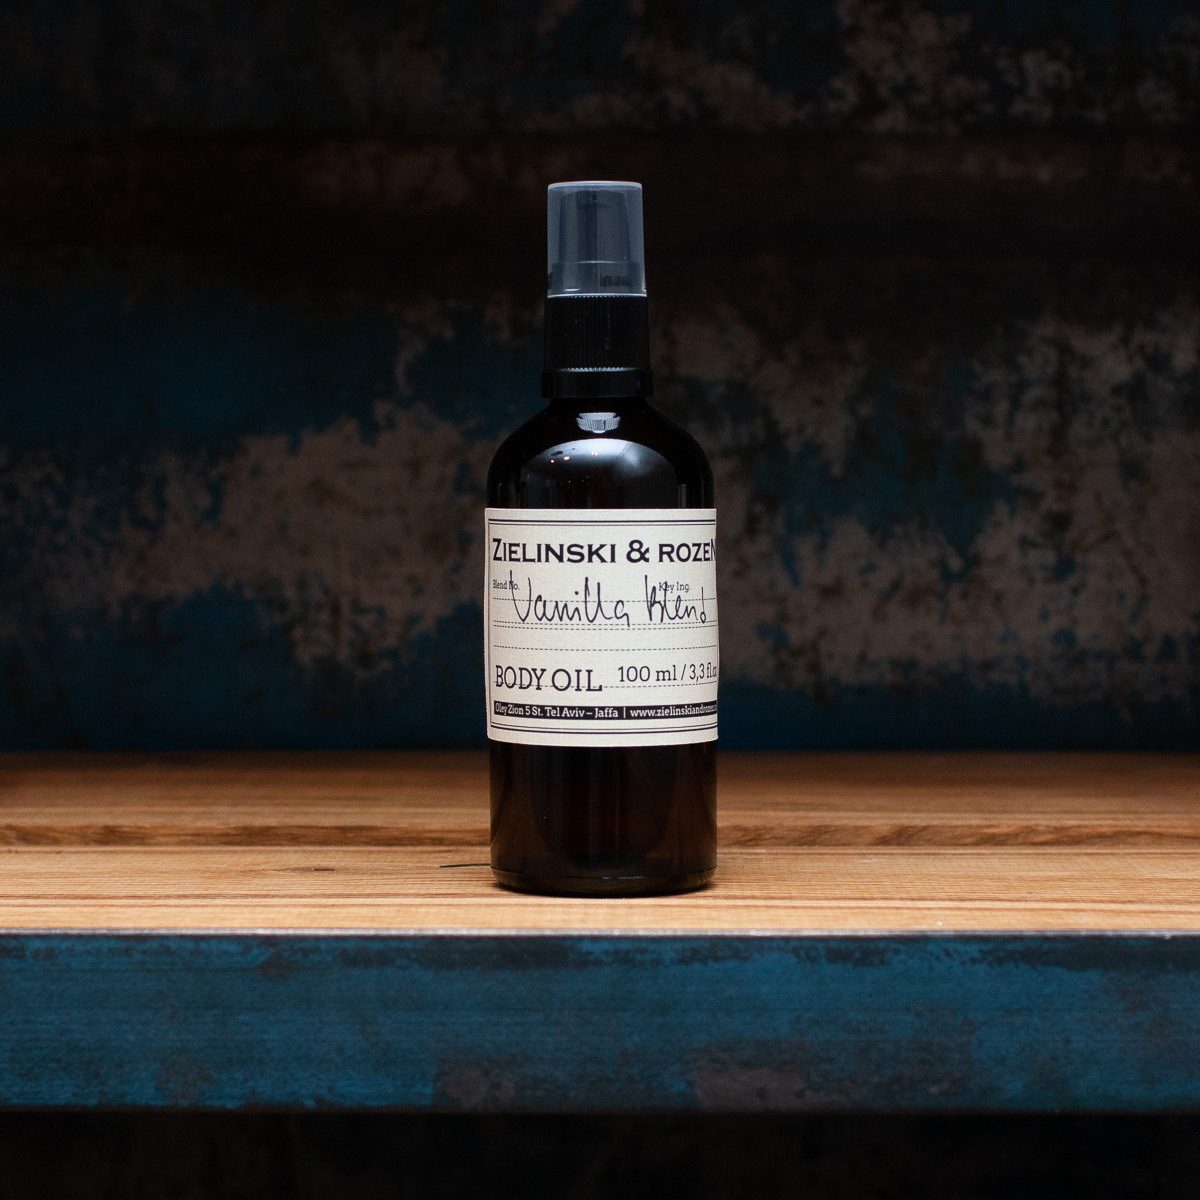 ZIELINSKI & ROZEN
Blend No. Key Ing.
Vanilla Blend
BODY OIL 100 ml / 3,3 fl.
Oley Zion 5 St. Tel Aviv – Jaffa | www.zielinskiandrozen